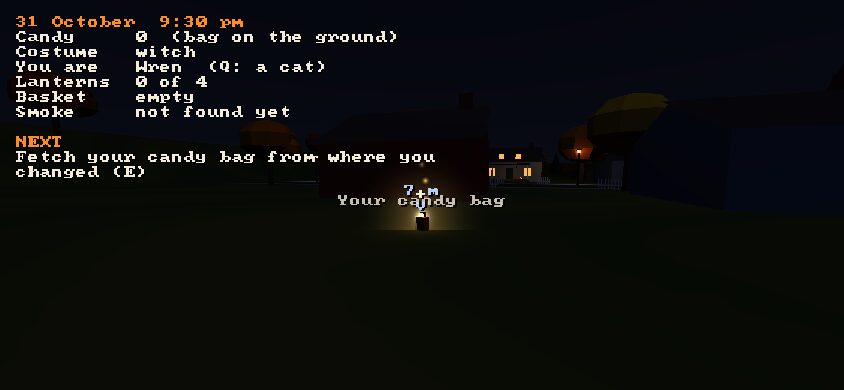 31 October 9:30 pm
Candy 0 (bag on the ground)
Costume witch
You are Wren (Q: a cat)
Lanterns 0 of 4
Basket empty
Smoke not found yet
NEXT
Fetch your candy bag from where you
changed (E)
7 m
Your candy bag